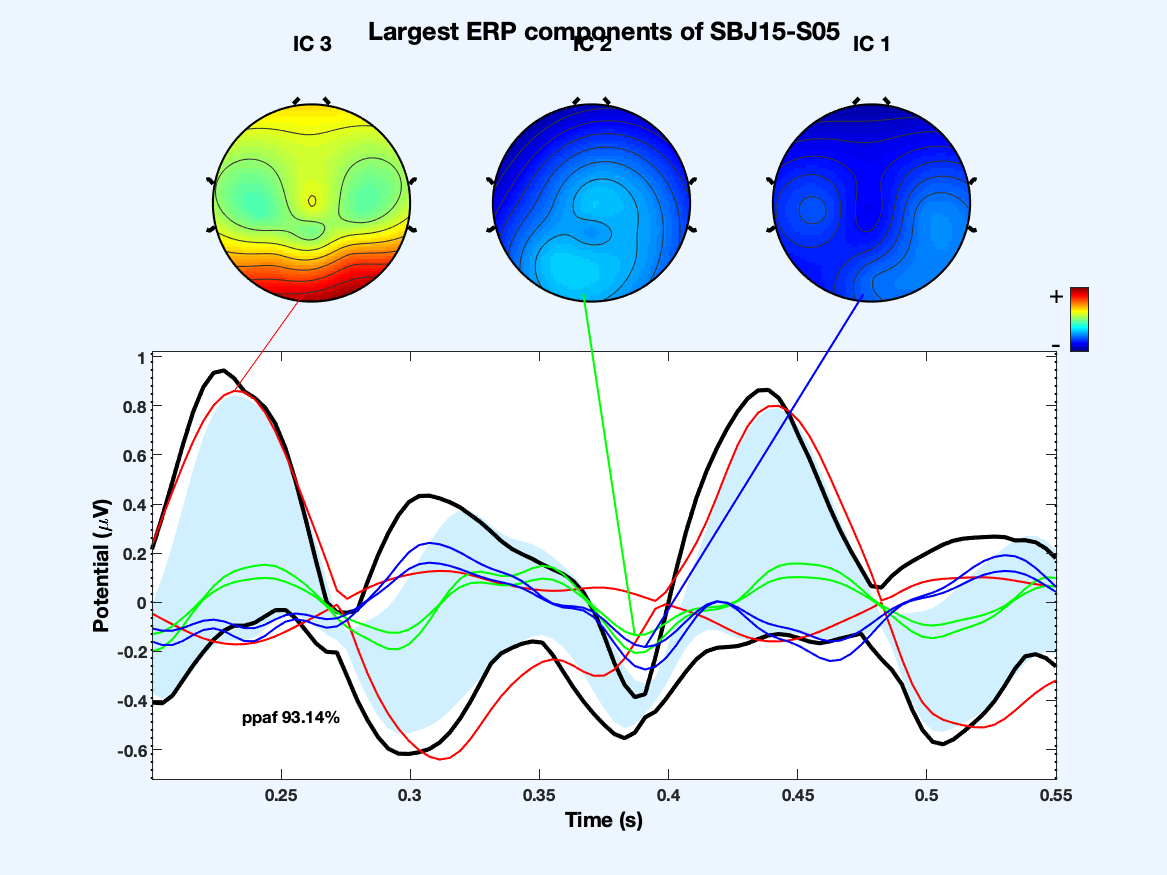 Largest ERP components of SBJ15-S05
IC 3
IC 2
IC 1
+
-
1
0.8
0.6
0.4
0.2
0
-0.2
-0.4
-0.6
Potential (μV)
ppaf 93.14%
0.25
0.3
0.35
0.4
0.45
0.5
0.55
Time (s)